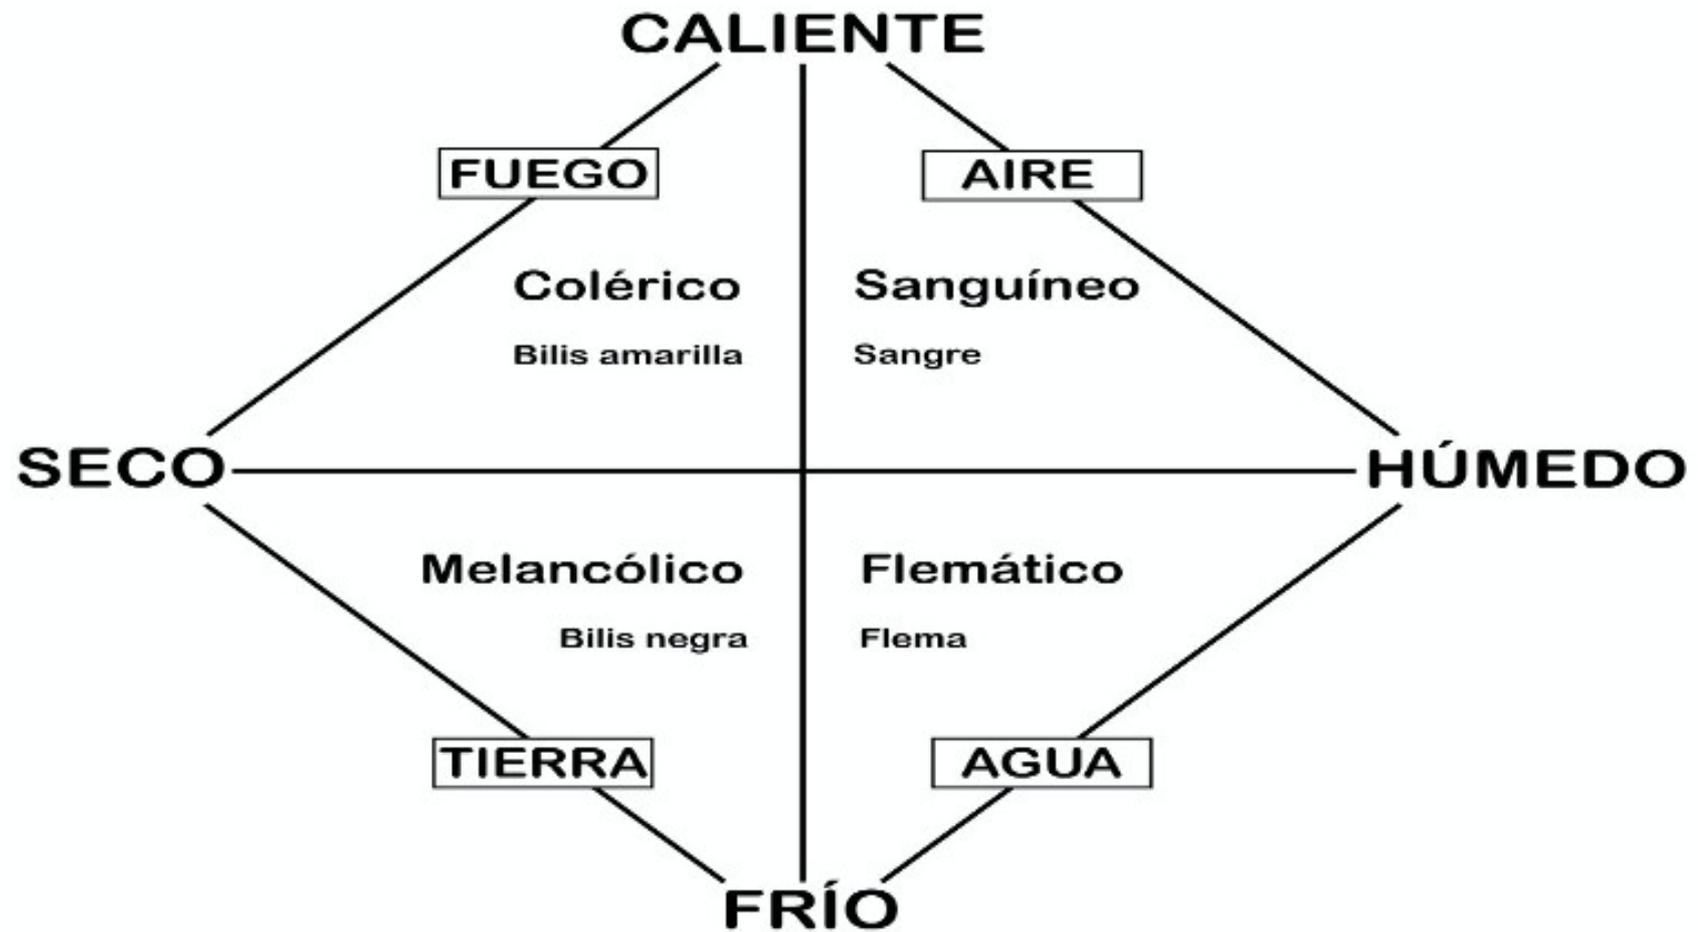 CALIENTE
FUEGO
AIRE
Colérico
Sanguíneo
Bilis amarilla
Sangre
SECO
HÚMEDO
Melancólico
Flemático
Bilis negra
Flema
TIERRA
AGUA
FRÍO